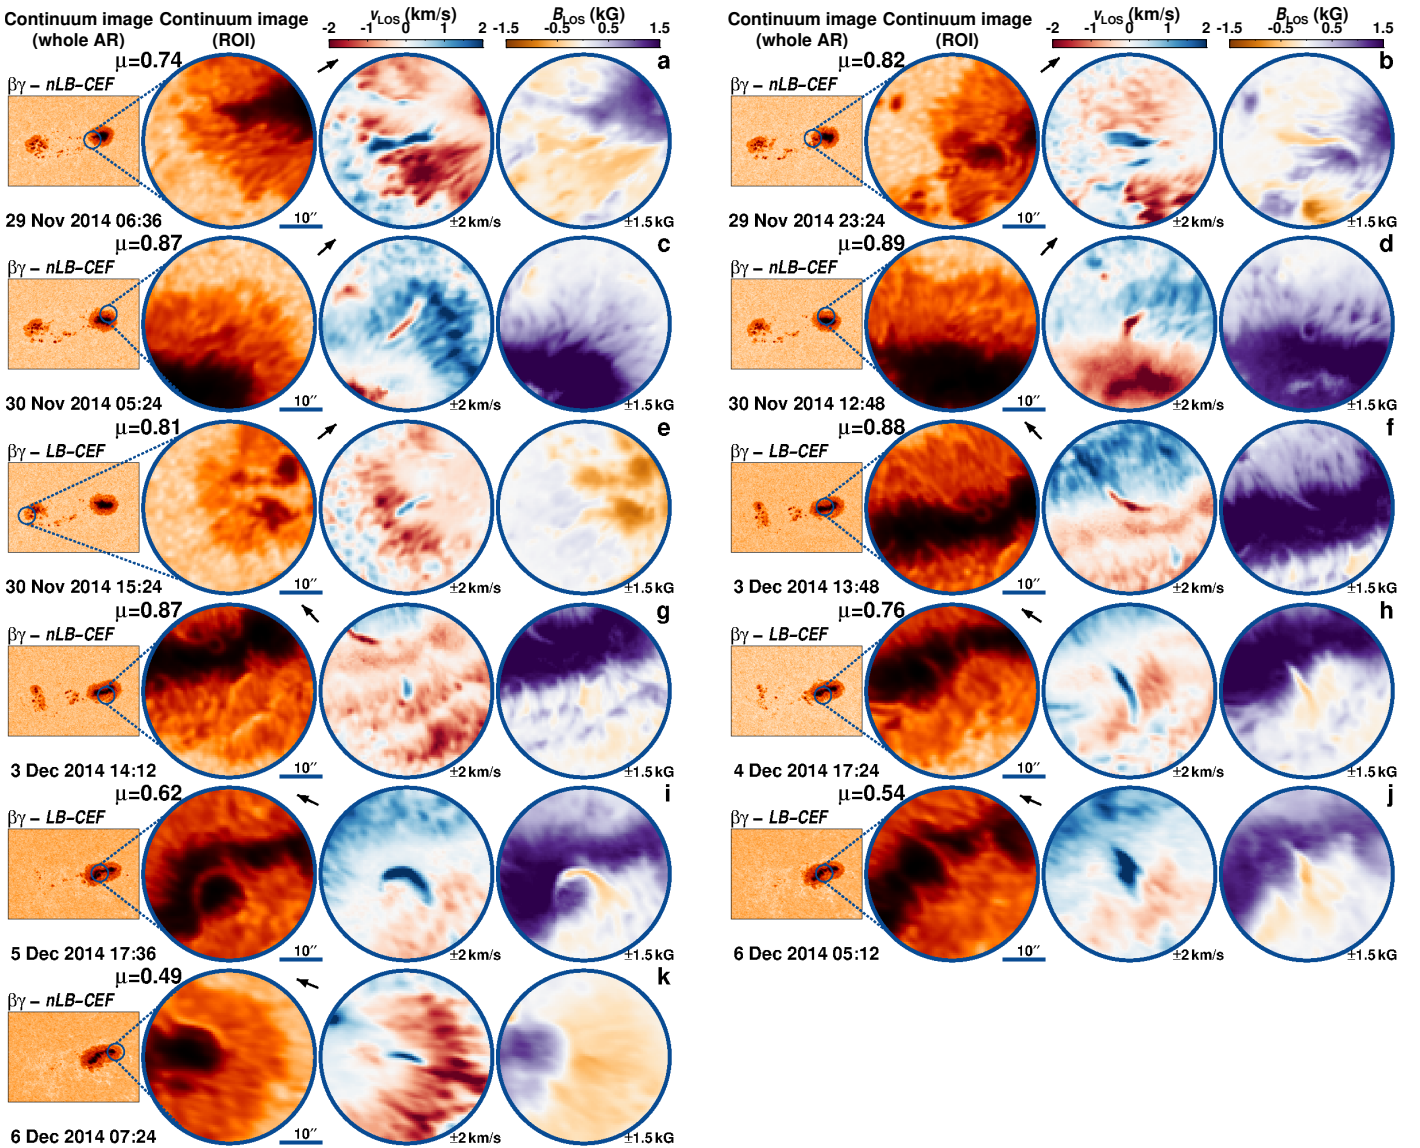 Continuum image Continuum image v_LOS (km/s) B_LOS (kG)
(whole AR) (ROI) -2 -1 0 1 2 -1.5 -0.5 0.5 1.5
μ=0.74 a
βγ – nLB–CEF
29 Nov 2014 06:36 10″ ±2 km/s ±1.5 kG
Continuum image Continuum image v_LOS (km/s) B_LOS (kG)
(whole AR) (ROI) -2 -1 0 1 2 -1.5 -0.5 0.5 1.5
μ=0.82 b
βγ – nLB–CEF
29 Nov 2014 23:24 10″ ±2 km/s ±1.5 kG
μ=0.87 c
βγ – nLB–CEF
30 Nov 2014 05:24 10″ ±2 km/s ±1.5 kG
μ=0.89 d
βγ – nLB–CEF
30 Nov 2014 12:48 10″ ±2 km/s ±1.5 kG
μ=0.81 e
βγ – LB–CEF
30 Nov 2014 15:24 10″ ±2 km/s ±1.5 kG
μ=0.88 f
βγ – LB–CEF
3 Dec 2014 13:48 10″ ±2 km/s ±1.5 kG
μ=0.87 g
βγ – nLB–CEF
3 Dec 2014 14:12 10″ ±2 km/s ±1.5 kG
μ=0.76 h
βγ – LB–CEF
4 Dec 2014 17:24 10″ ±2 km/s ±1.5 kG
μ=0.62 i
βγ – LB–CEF
5 Dec 2014 17:36 10″ ±2 km/s ±1.5 kG
μ=0.54 j
βγ – LB–CEF
6 Dec 2014 05:12 10″ ±2 km/s ±1.5 kG
μ=0.49 k
βγ – nLB–CEF
6 Dec 2014 07:24 10″ ±2 km/s ±1.5 kG